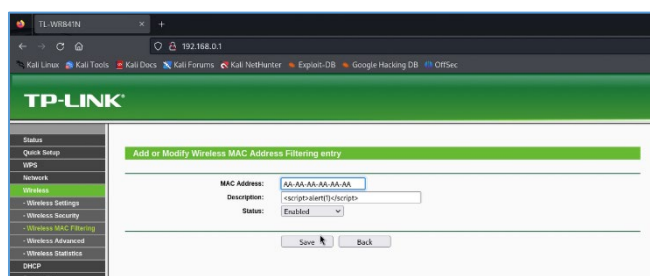 TL-WR841N
192.168.0.1
Kali Linux Kali Tools Kali Docs Kali Forums Kali NetHunter Exploit-DB Google Hacking DB OffSec
TP-LINK
Status
Quick Setup
WPS
Network
Wireless
- Wireless Settings
- Wireless Security
- Wireless MAC Filtering
- Wireless Advanced
- Wireless Statistics
DHCP
Add or Modify Wireless MAC Address Filtering entry
MAC Address: AA-AA-AA-AA-AA-AA
Description: <script>alert(1)</script>
Status: Enabled
Save Back